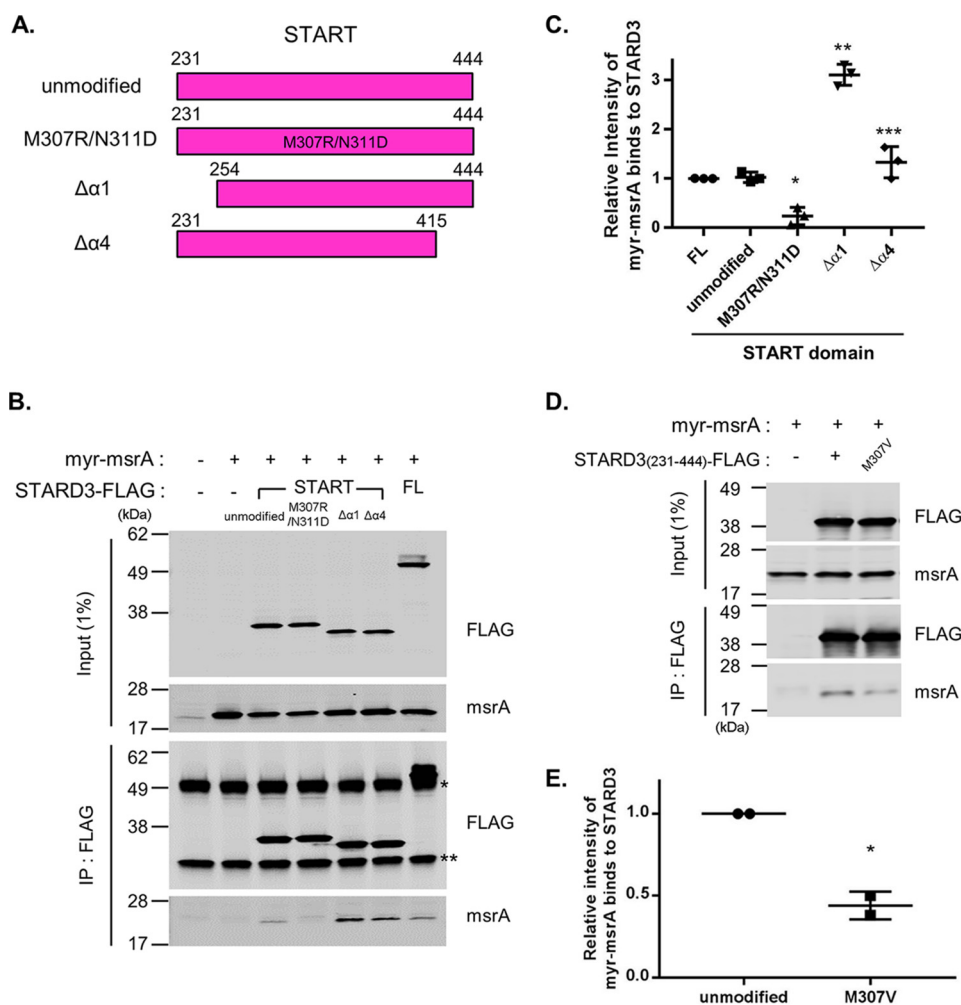 A.
START
unmodified
231 444
M307R/N311D
231 444
M307R/N311D
Δα1
254 444
Δα4
231 415
B.
myr-msrA : - + + + + + +
STARD3-FLAG : - - START FL
(kDa) unmodified M307R Δα1 Δα4
/N311D
Input (1%)
62
49
38
FLAG
28
17
msrA
IP : FLAG
62
49
*
38
FLAG
**
28
17
msrA
C.
Relative Intensity of
myr-msrA binds to STARD3
3
2
1
0
*
**
***
FL
unmodified
M307R/N311D
Δα1
Δα4
START domain
D.
myr-msrA : + + +
STARD3(231-444)-FLAG : - + M307V
Input (1%)
49
38
FLAG
28
17
msrA
IP : FLAG
49
38
FLAG
28
17
msrA
(kDa)
E.
Relative intensity of
myr-msrA binds to STARD3
1.0
0.5
0.0
*
unmodified M307V